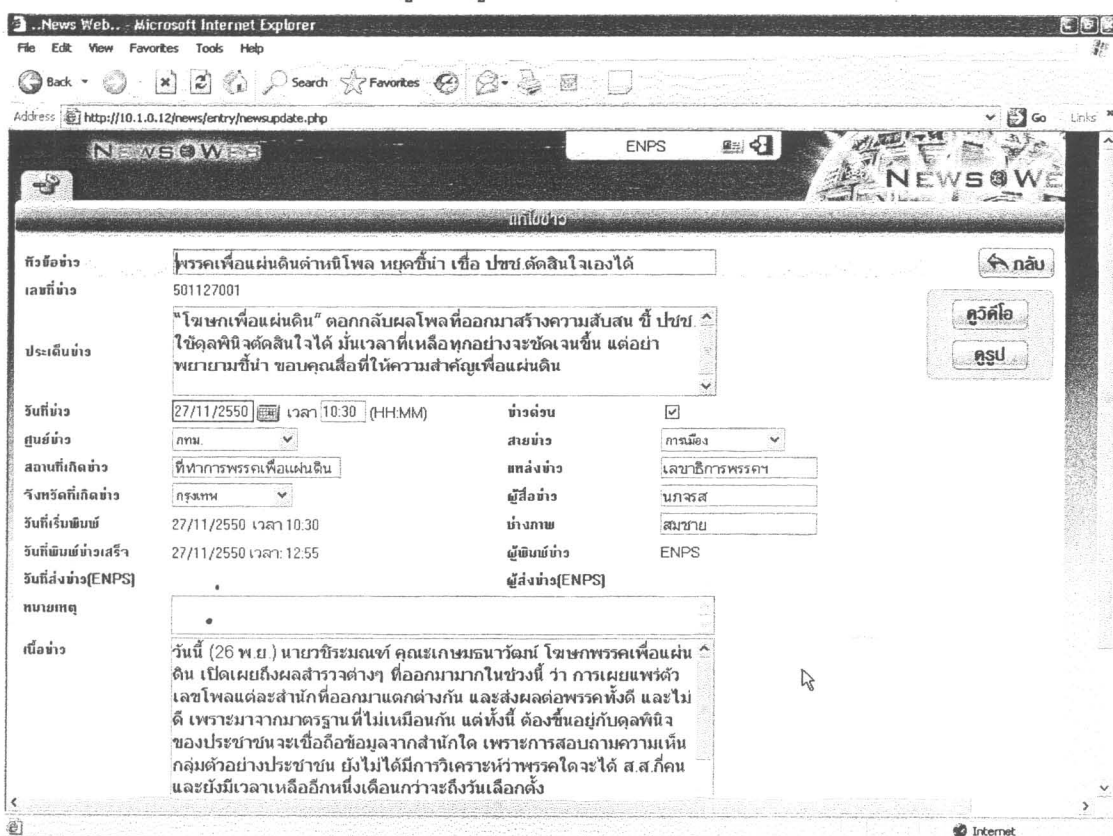 ..News Web.. - Microsoft Internet Explorer
File Edit View Favorites Tools Help
Back Search Favorites
Address http://10.1.0.12/news/entry/newsupdate.php Go Links
NEWS WEB ENPS
NEWS WE
แก้ไขข่าว
หัวข้อข่าว พรรคเพื่อแผ่นดินตำหนิโพล หยุดชี้นำ เชื่อ ปชช.ตัดสินใจเองได้ กลับ
เลขที่ข่าว 501127001
ประเด็นข่าว "โฆษกเพื่อแผ่นดิน" ตอกกลับผลโพลที่ออกมาสร้างความสับสน ชี้ ปชช. ดูวิดีโอ
ใช้ดุลพินิจตัดสินใจได้ มั่นเวลาที่เหลือทุกอย่างจะชัดเจนขึ้น แต่อย่า ดูรูป
พยายามชี้นำ ขอบคุณสื่อที่ให้ความสำคัญเพื่อแผ่นดิน
วันที่ข่าว 27/11/2550 เวลา 10:30 (HH:MM) ข่าวด่วน
ศูนย์ข่าว กทม. สายข่าว การเมือง
สถานที่เกิดข่าว ที่ทำการพรรคเพื่อแผ่นดิน แหล่งข่าว เลขาธิการพรรคฯ
จังหวัดที่เกิดข่าว กรุงเทพ ผู้สื่อข่าว นภจรส
วันที่เริ่มพิมพ์ 27/11/2550 เวลา 10:30 ช่างภาพ สมชาย
วันที่พิมพ์ข่าวเสร็จ 27/11/2550 เวลา: 12:55 ผู้พิมพ์ข่าว ENPS
วันที่ส่งข่าว(ENPS) ผู้ส่งข่าว(ENPS)
หมายเหตุ
เนื้อข่าว วันนี้ (26 พ.ย.) นายวชิระมณฑ์ คุณะเกษมธนาวัฒน์ โฆษกพรรคเพื่อแผ่น
ดิน เปิดเผยถึงผลสำรวจต่างๆ ที่ออกมามากในช่วงนี้ ว่า การเผยแพร่ตัว
เลขโพลแต่ละสำนักที่ออกมาแตกต่างกัน และส่งผลต่อพรรคทั้งดี และไม่
ดี เพราะมาจากมาตรฐานที่ไม่เหมือนกัน แต่ทั้งนี้ ต้องขึ้นอยู่กับดุลพินิจ
ของประชาชนจะเชื่อถือข้อมูลจากสำนักใด เพราะการสอบถามความเห็น
กลุ่มตัวอย่างประชาชน ยังไม่ได้มีการวิเคราะห์ว่าพรรคใดจะได้ ส.ส.กี่คน
และยังมีเวลาเหลืออีกหนึ่งเดือนกว่าจะถึงวันเลือกตั้ง
Internet